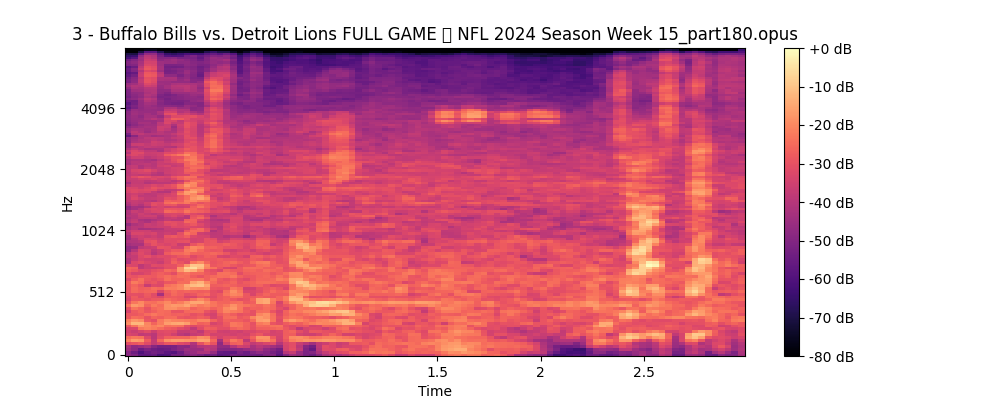 3 - Buffalo Bills vs. Detroit Lions FULL GAME ▯ NFL 2024 Season Week 15_part180.opus
+0 dB
-10 dB
-20 dB
-30 dB
-40 dB
-50 dB
-60 dB
-70 dB
-80 dB
4096
2048
1024
512
0
Hz
0
0.5
1
1.5
2
2.5
Time